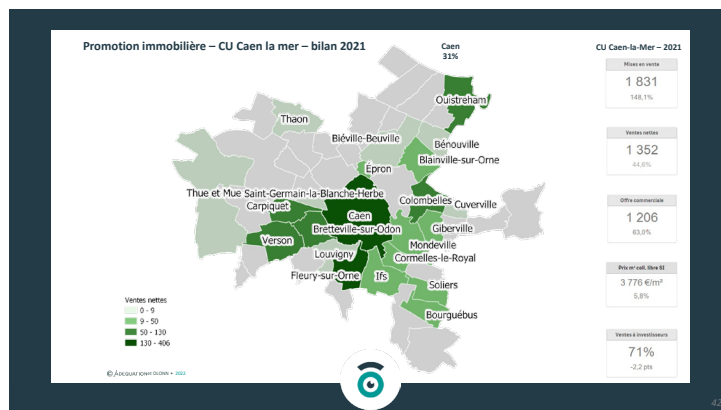 Promotion immobilière – CU Caen la mer – bilan 2021
Caen
31%
CU Caen-la-Mer – 2021
Mises en vente
1 831
148,1%
Ventes nettes
1 352
44,6%
Offre commerciale
1 206
63,0%
Prix m² coll. libre SI
3 776 €/m²
5,8%
Ventes à investisseurs
71%
-2,2 pts
Ouistreham
Thaon
Biéville-Beuville
Bénouville
Blainville-sur-Orne
Épron
Thue et Mue
Saint-Germain-la-Blanche-Herbe
Carpiquet
Colombelles
Cuverville
Caen
Bretteville-sur-Odon
Giberville
Verson
Mondeville
Louvigny
Cormelles-le-Royal
Fleury-sur-Orne
Ifs
Soliers
Bourguébus
Ventes nettes
0 - 9
9 - 50
50 - 130
130 - 406
© ADEQUATION
OLONN • 2022
42